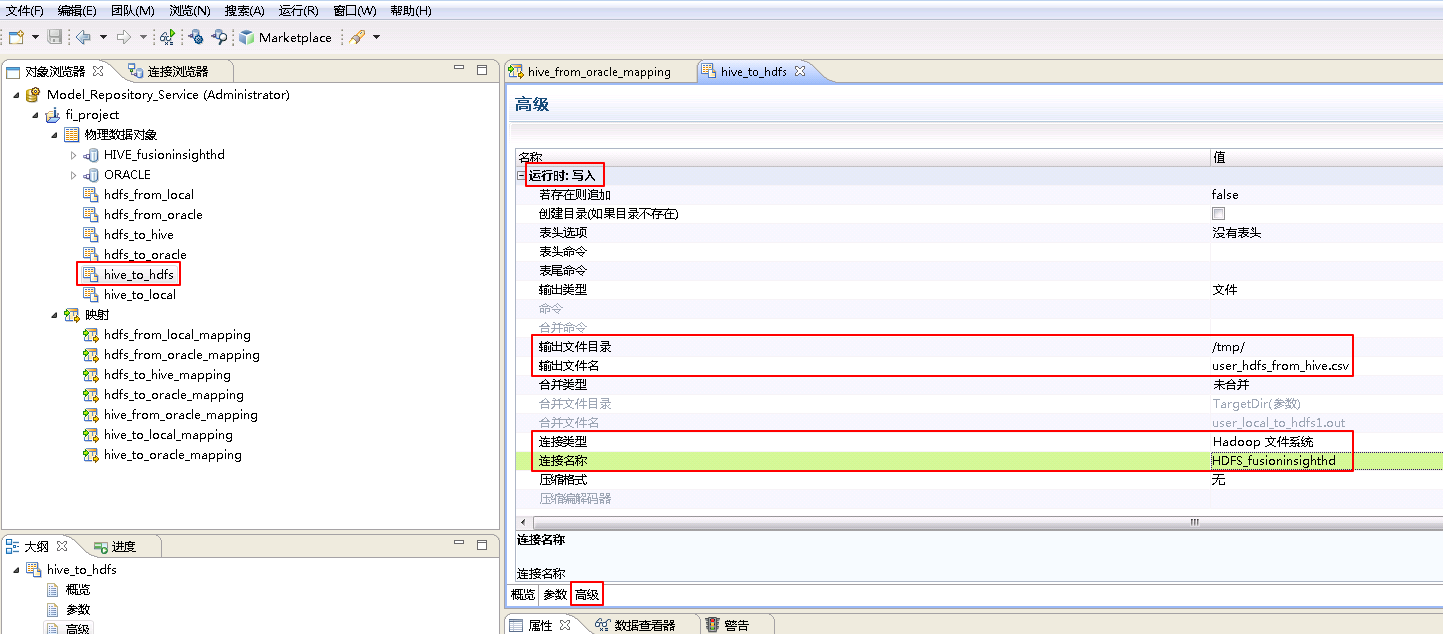 文件(F) 编辑(E) 团队(M) 浏览(N) 搜索(A) 运行(R) 窗口(W) 帮助(H)
Marketplace
对象浏览器 连接浏览器
Model_Repository_Service (Administrator)
fi_project
物理数据对象
HIVE_fusioninsighthd
ORACLE
hdfs_from_local
hdfs_from_oracle
hdfs_to_hive
hdfs_to_oracle
hive_to_hdfs
hive_to_local
映射
hdfs_from_local_mapping
hdfs_from_oracle_mapping
hdfs_to_hive_mapping
hdfs_to_oracle_mapping
hive_from_oracle_mapping
hive_to_local_mapping
hive_to_oracle_mapping
大纲 进度
hive_to_hdfs
概览
参数
高级
hive_from_oracle_mapping hive_to_hdfs
高级
名称 值
运行时: 写入
若存在则追加 false
创建目录(如果目录不存在)
表头选项 没有表头
表头命令
表尾命令
输出类型 文件
命令
合并命令
输出文件目录 /tmp/
输出文件名 user_hdfs_from_hive.csv
合并类型 未合并
合并文件目录 TargetDir(参数)
合并文件名 user_local_to_hdfs1.out
连接类型 Hadoop 文件系统
连接名称 HDFS_fusioninsighthd
压缩格式 无
压缩编解码器
连接名称
连接名称
概览 参数 高级
属性 数据查看器 警告